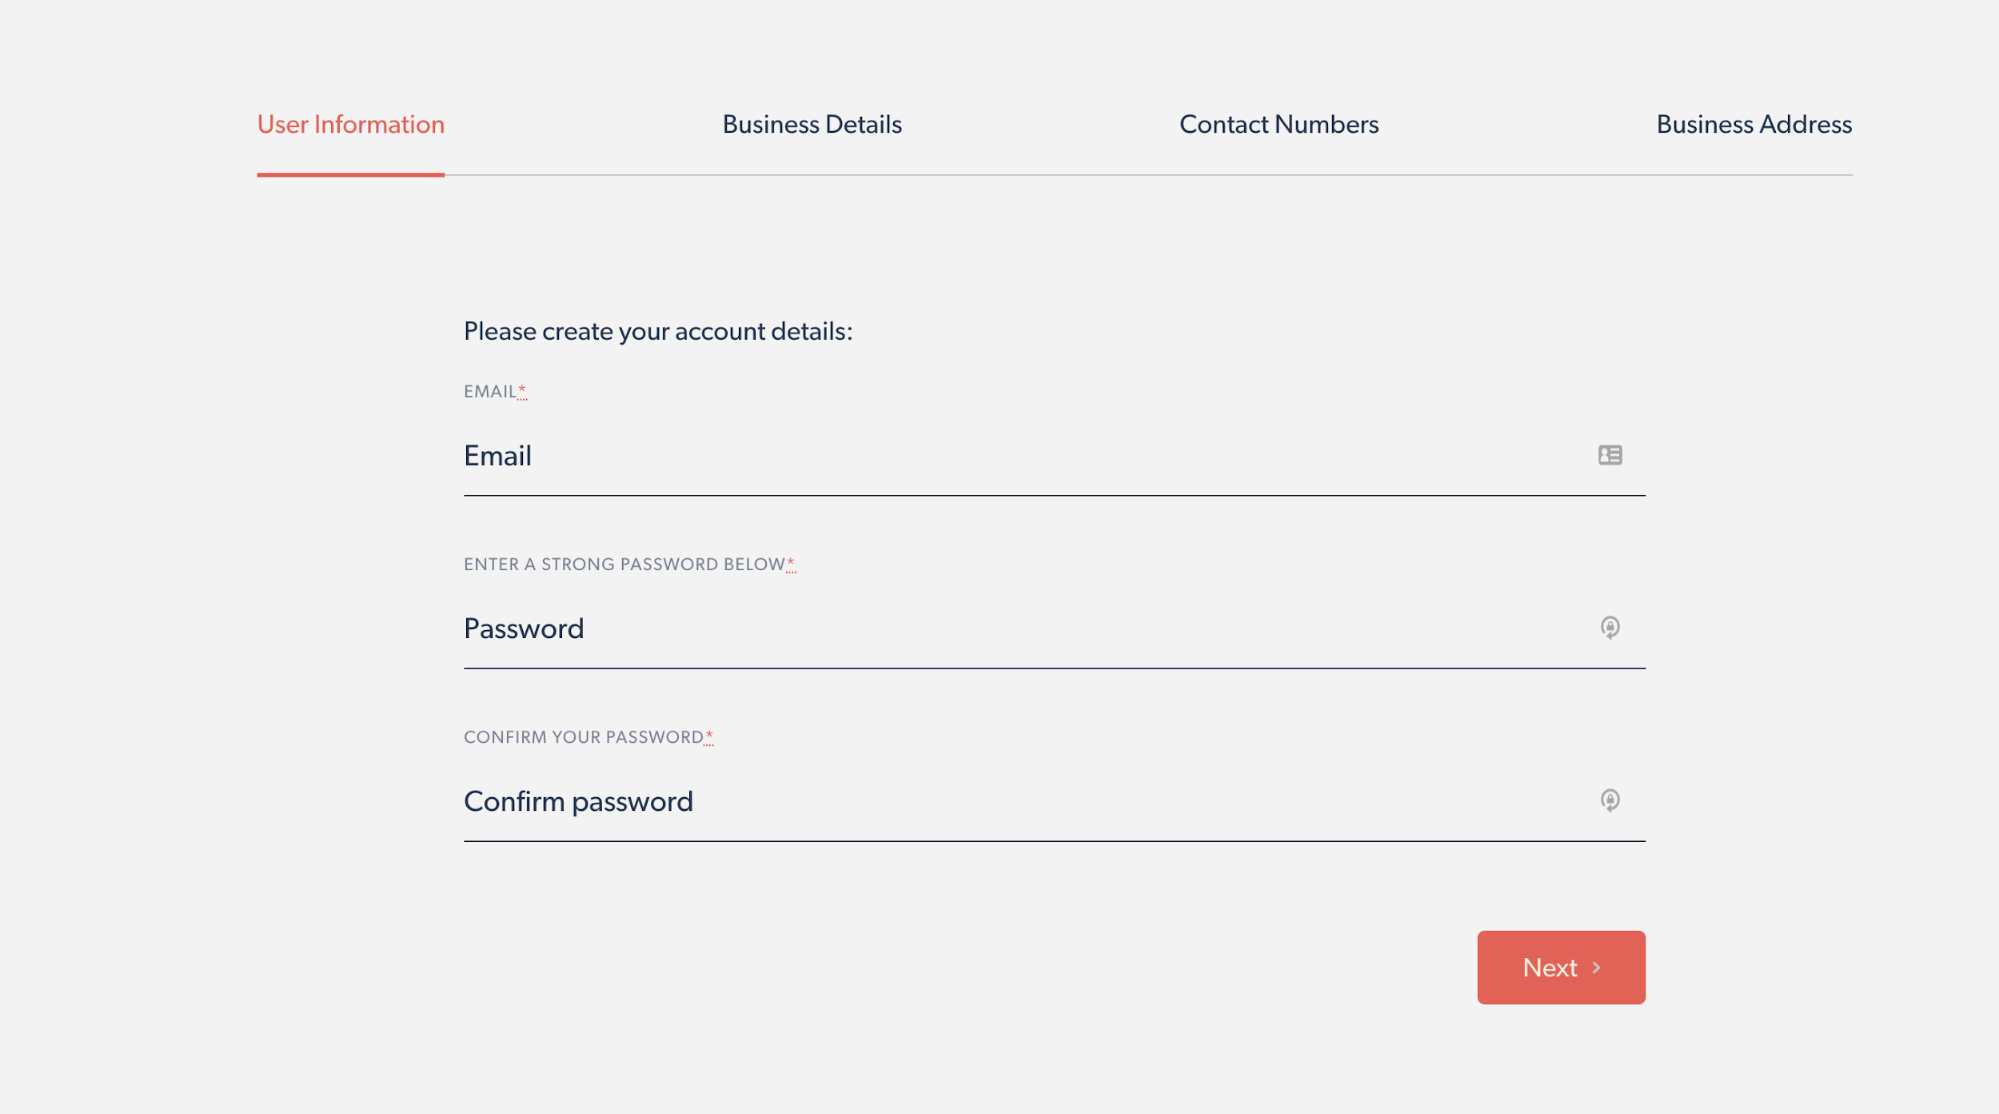 User Information
Business Details
Contact Numbers
Business Address
Please create your account details:
EMAIL*
Email
ENTER A STRONG PASSWORD BELOW*
Password
CONFIRM YOUR PASSWORD*
Confirm password
Next